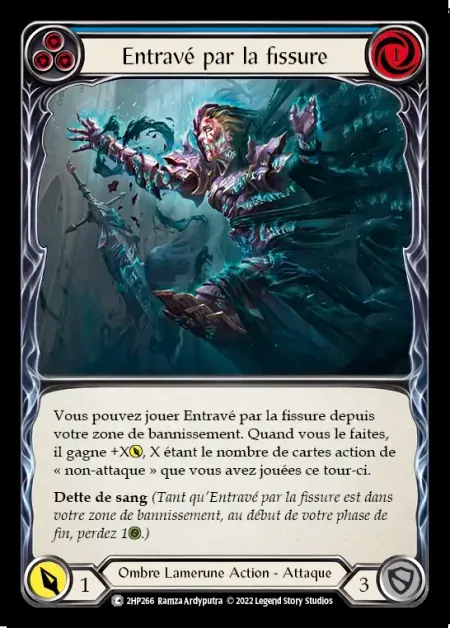 Entravé par la fissure
1
Vous pouvez jouer Entravé par la fissure depuis
votre zone de bannissement. Quand vous le faites,
il gagne +X, X étant le nombre de cartes action de
« non-attaque » que vous avez jouées ce tour-ci.
Dette de sang (Tant qu'Entravé par la fissure est dans
votre zone de bannissement, au début de votre phase de
fin, perdez 1.)
1
Ombre Lamerune Action - Attaque
3
C 2HP266 Ramza Ardyputra © 2022 Legend Story Studios